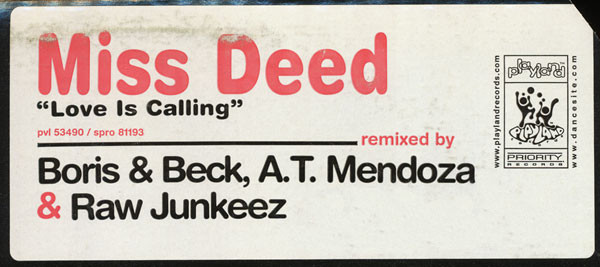 Miss Deed
“Love Is Calling”
pvl 53490 / spro 81193
remixed by
Boris & Beck, A.T. Mendoza
& Raw Junkeez
www.playlandrecords.com
playland
PLAYLAND
PRIORITY
RECORDS
www.dancesite.com